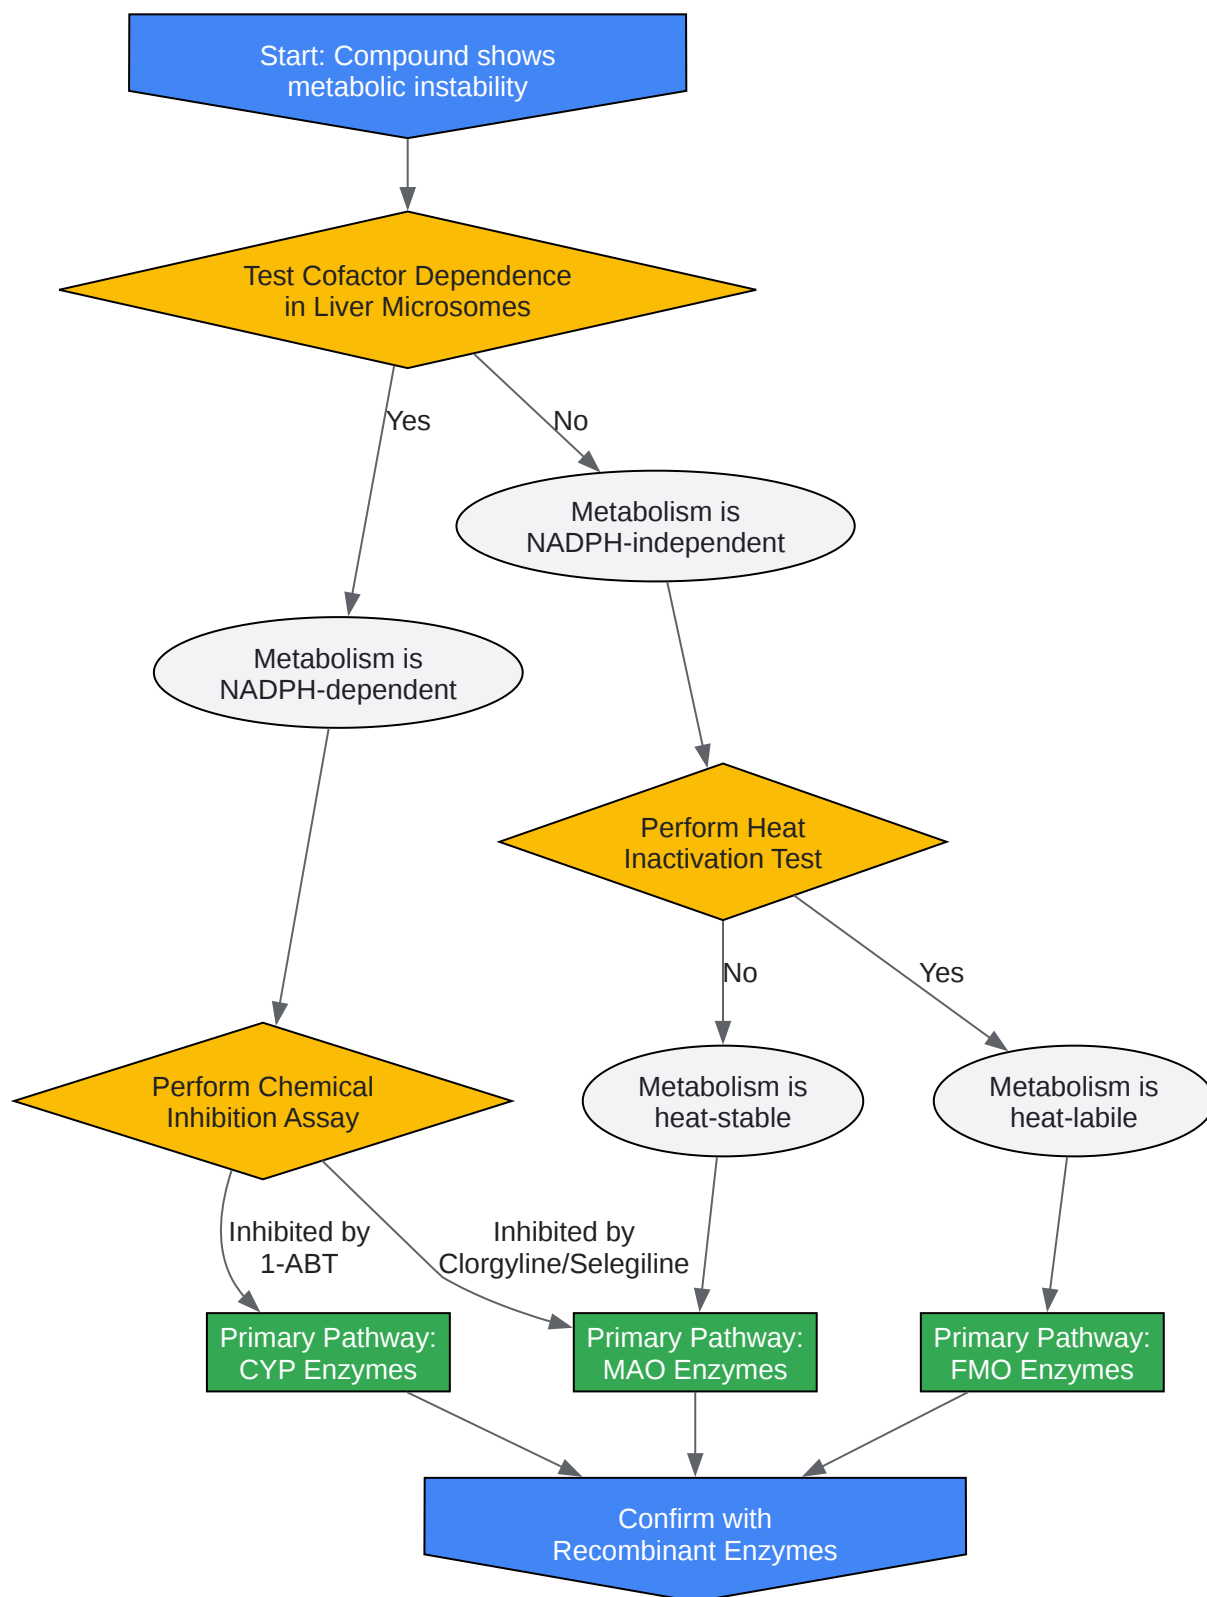 Start: Compound shows
metabolic instability
Test Cofactor Dependence
in Liver Microsomes
Yes
No
Metabolism is
NADPH-independent
Metabolism is
NADPH-dependent
Perform Heat
Inactivation Test
No
Yes
Perform Chemical
Inhibition Assay
Metabolism is
heat-stable
Metabolism is
heat-labile
Inhibited by
1-ABT
Inhibited by
Clorgyline/Selegiline
Primary Pathway:
CYP Enzymes
Primary Pathway:
MAO Enzymes
Primary Pathway:
FMO Enzymes
Confirm with
Recombinant Enzymes